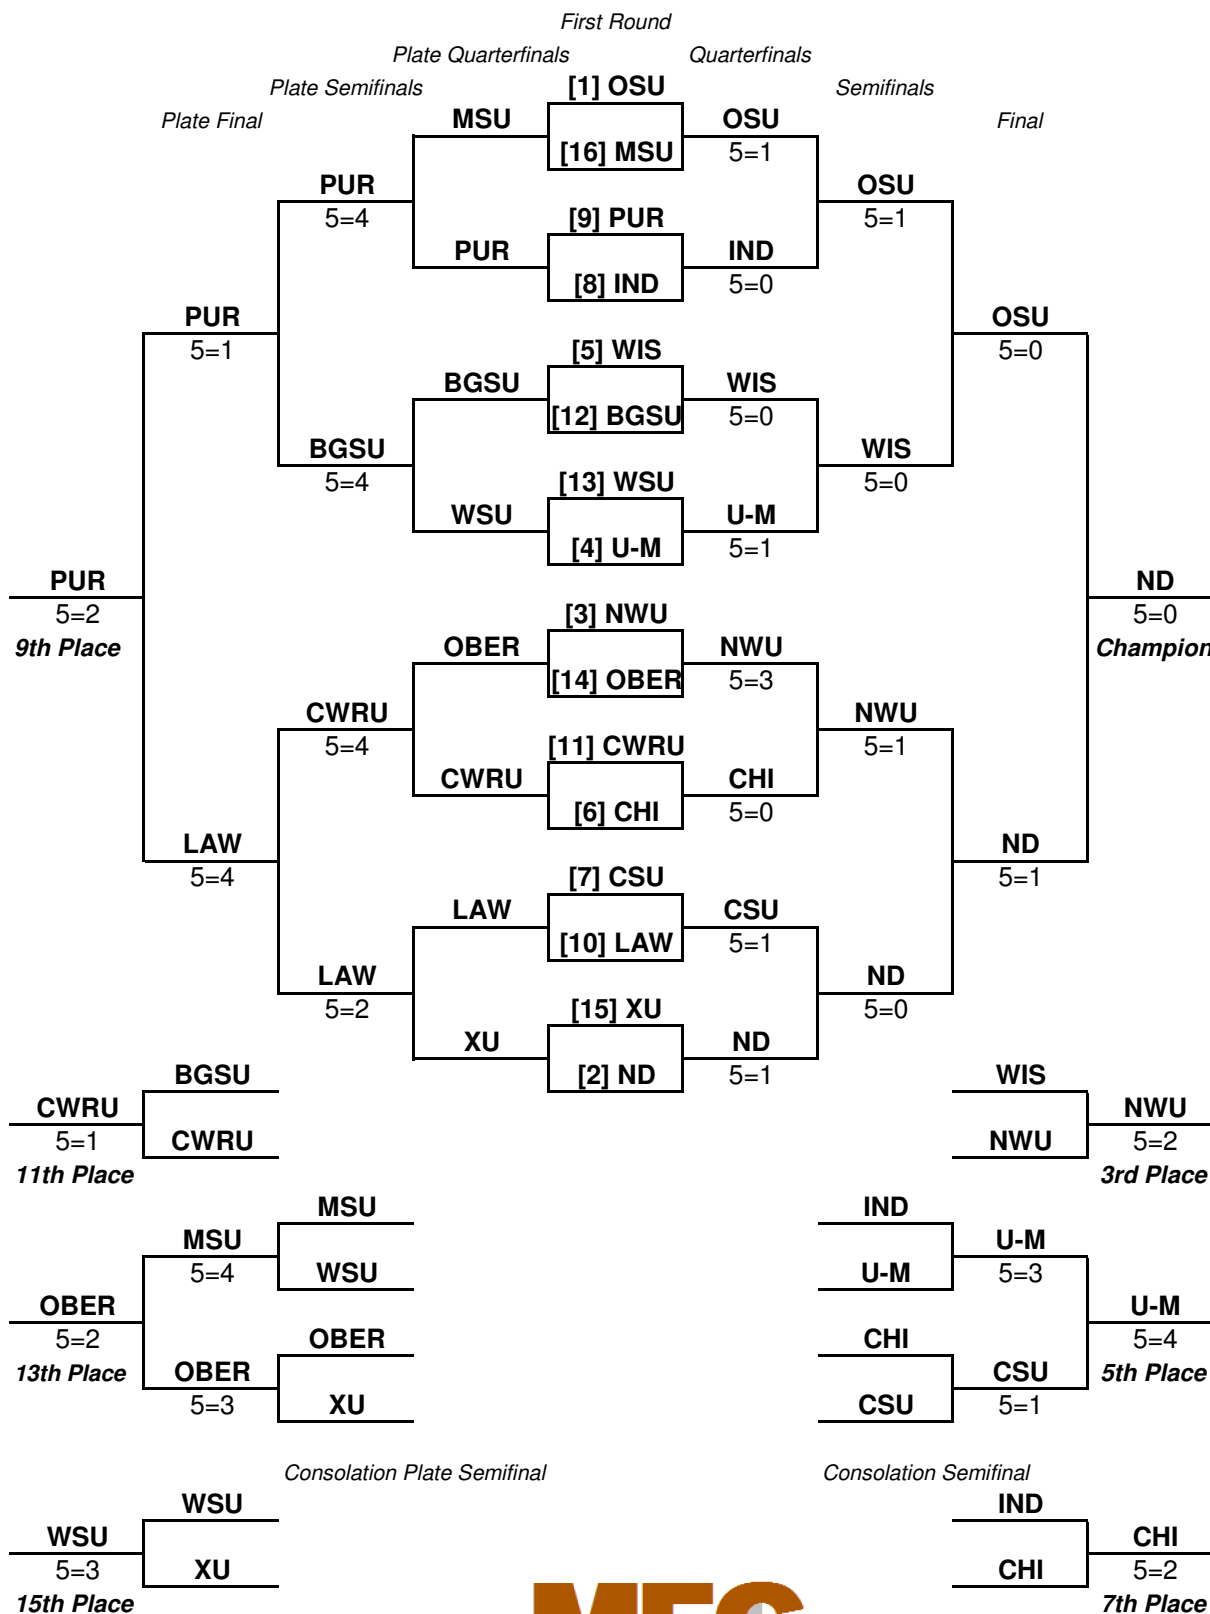 First Round
Plate Quarterfinals Quarterfinals
Plate Semifinals [1] OSU Semifinals
Plate Final MSU OSU Final
[16] MSU 5=1
PUR OSU
5=4 [9] PUR 5=1
PUR IND
[8] IND 5=0
PUR OSU
5=1 [5] WIS 5=0
BGSU WIS
[12] BGSU 5=0
BGSU WIS
5=4 [13] WSU 5=0
WSU U-M
[4] U-M 5=1
PUR ND
5=2 [3] NWU 5=0
9th Place OBER NWU Champion
[14] OBER 5=3
CWRU NWU
5=4 [11] CWRU 5=1
CWRU CHI
[6] CHI 5=0
LAW ND
5=4 [7] CSU 5=1
LAW CSU
[10] LAW 5=1
LAW ND
5=2 [15] XU 5=0
XU ND
BGSU [2] ND 5=1 WIS
CWRU NWU
5=1 CWRU NWU 5=2
11th Place 3rd Place
MSU IND
MSU U-M
5=4 WSU U-M 5=3
OBER U-M
5=2 OBER CHI 5=4
13th Place OBER CSU 5th Place
5=3 XU CSU 5=1
Consolation Plate Semifinal Consolation Semifinal
WSU IND
WSU CHI
5=3 XU CHI 5=2
15th Place 7th Place
MFC